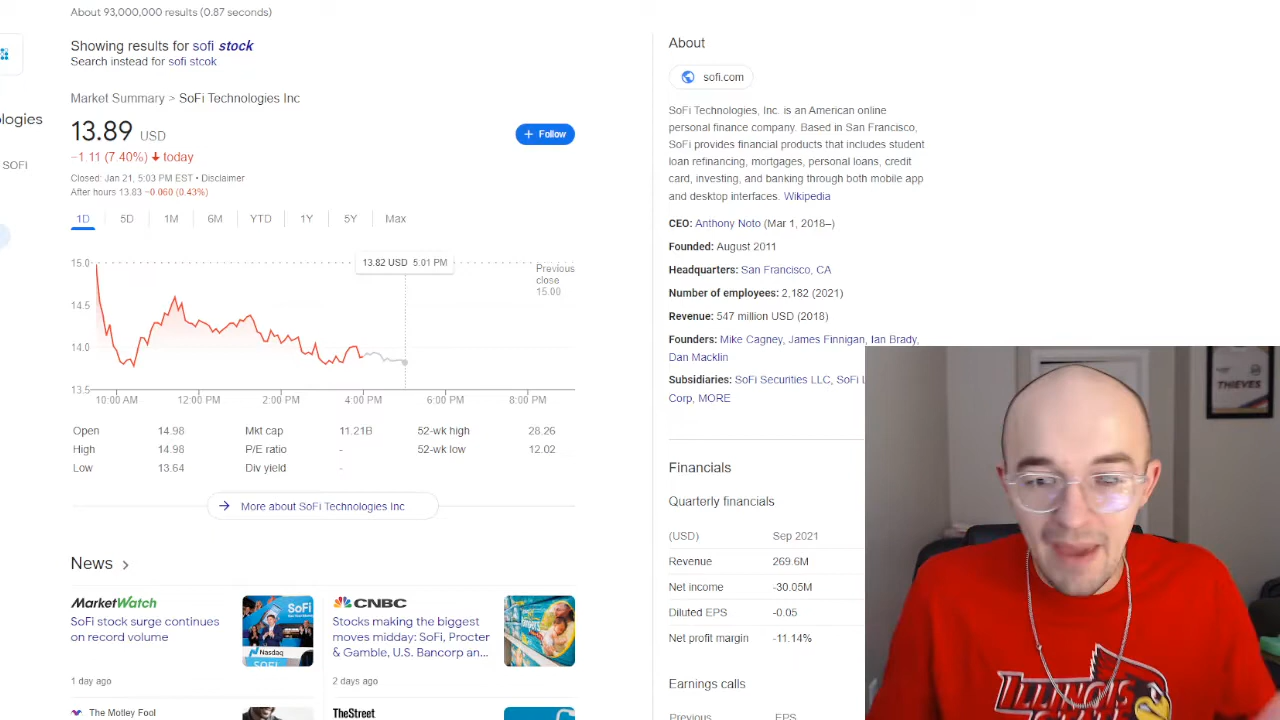 About 93,000,000 results (0.87 seconds)
Showing results for sofi stock
Search instead for sofi stcok
ologies
SOFI
Market Summary > SoFi Technologies Inc
13.89 USD
−1.11 (7.40%) ↓ today
Closed: Jan 21, 5:03 PM EST • Disclaimer
After hours 13.83 −0.060 (0.43%)
+ Follow
1D 5D 1M 6M YTD 1Y 5Y Max
13.82 USD 5:01 PM
15.0
14.5
14.0
13.5
Previous
close
15.00
10:00 AM 12:00 PM 2:00 PM 4:00 PM 6:00 PM 8:00 PM
Open 14.98 Mkt cap 11.21B 52-wk high 28.26
High 14.98 P/E ratio - 52-wk low 12.02
Low 13.64 Div yield -
More about SoFi Technologies Inc
News >
MarketWatch
SoFi stock surge continues
on record volume
1 day ago
SoFi
Nasdaq
SOFI
CNBC
Stocks making the biggest
moves midday: SoFi, Procter
& Gamble, U.S. Bancorp an...
2 days ago
The Motley Fool
TheStreet
About
sofi.com
SoFi Technologies, Inc. is an American online
personal finance company. Based in San Francisco,
SoFi provides financial products that includes student
loan refinancing, mortgages, personal loans, credit
card, investing, and banking through both mobile app
and desktop interfaces. Wikipedia
CEO: Anthony Noto (Mar 1, 2018–)
Founded: August 2011
Headquarters: San Francisco, CA
Number of employees: 2,182 (2021)
Revenue: 547 million USD (2018)
Founders: Mike Cagney, James Finnigan, Ian Brady,
Dan Macklin
Subsidiaries: SoFi Securities LLC, SoFi L
Corp, MORE
Financials
Quarterly financials
(USD) Sep 2021
Revenue 269.6M
Net income -30.05M
Diluted EPS -0.05
Net profit margin -11.14%
Earnings calls
Previous EPS
THIEVES
ILLINOIS